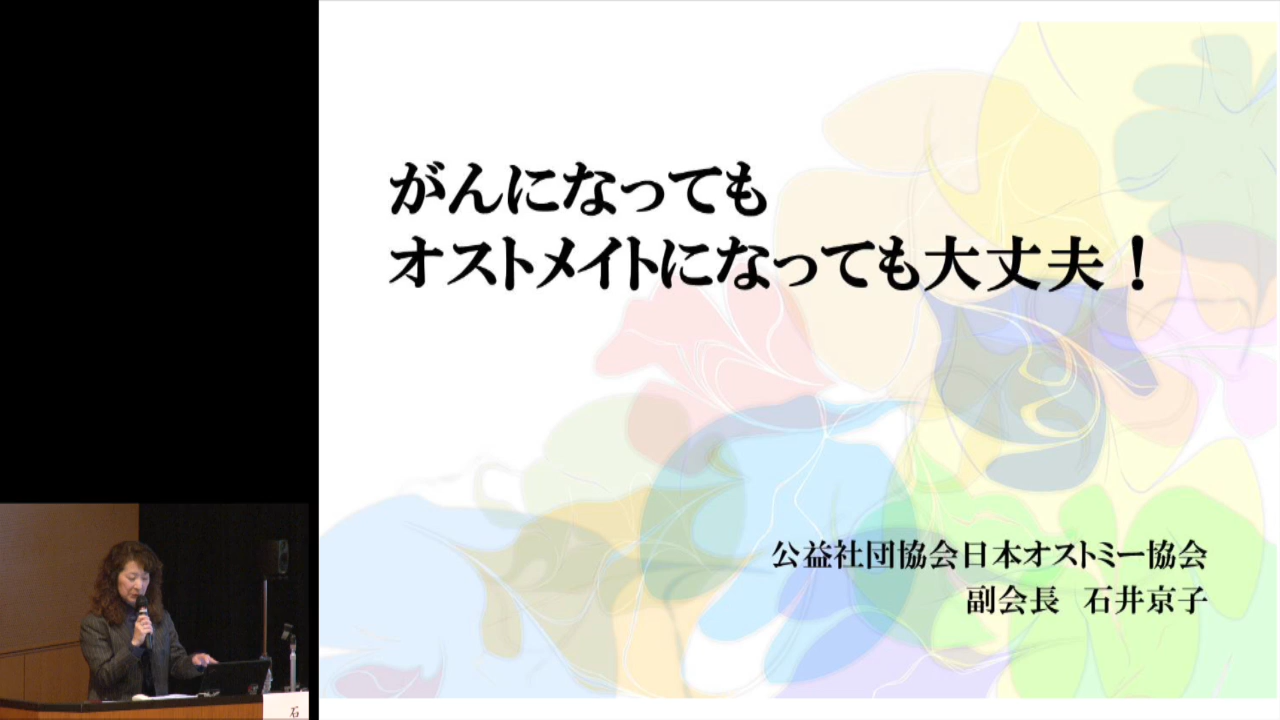 がんになっても
オストメイトになっても大丈夫！
公益社団協会日本オストミー協会
副会長　石井京子
石